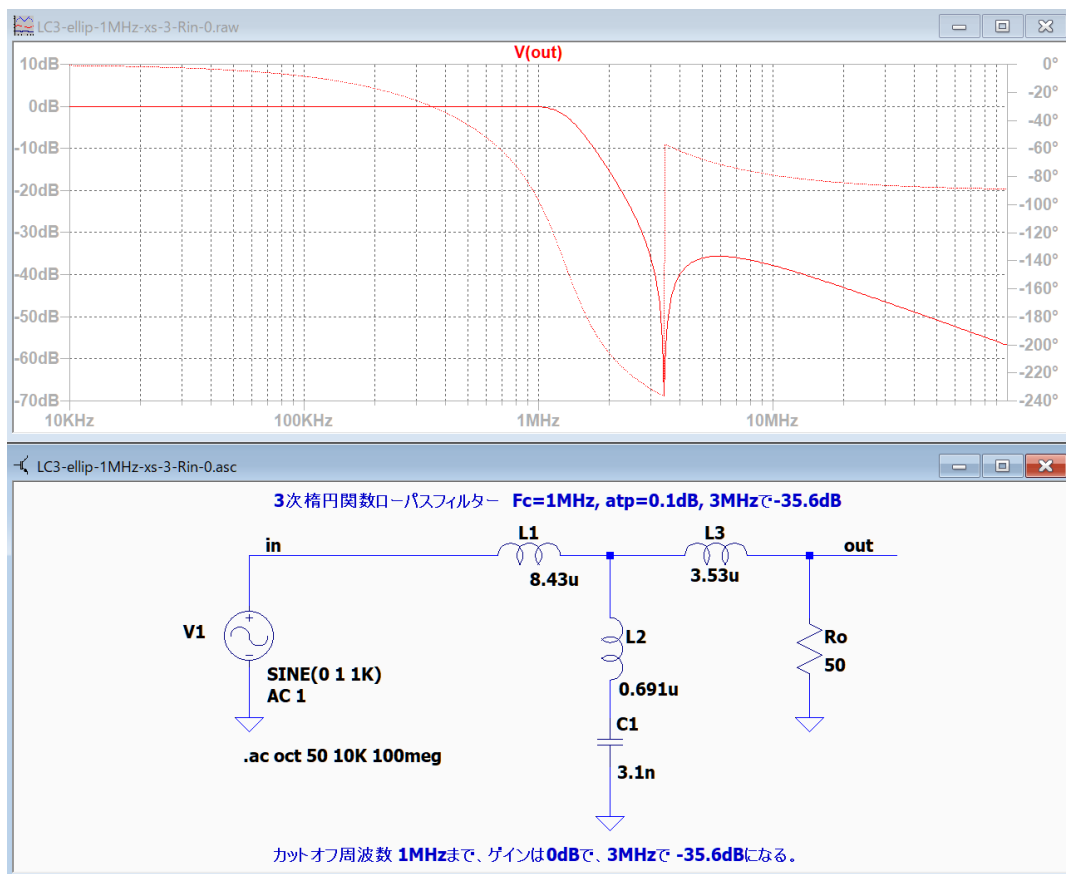 LC3-ellip-1MHz-xs-3-Rin-0.raw
V(out)
10dB
0dB
-10dB
-20dB
-30dB
-40dB
-50dB
-60dB
-70dB
0°
-20°
-40°
-60°
-80°
-100°
-120°
-140°
-160°
-180°
-200°
-220°
-240°
10KHz
100KHz
1MHz
10MHz
LC3-ellip-1MHz-xs-3-Rin-0.asc
3次楕円関数ローパスフィルター Fc=1MHz, atp=0.1dB, 3MHzで-35.6dB
in
L1
8.43u
L3
3.53u
out
V1
SINE(0 1 1K)
AC 1
L2
0.691u
Ro
50
C1
3.1n
.ac oct 50 10K 100meg
カットオフ周波数 1MHzまで、ゲインは0dBで、3MHzで -35.6dBになる。